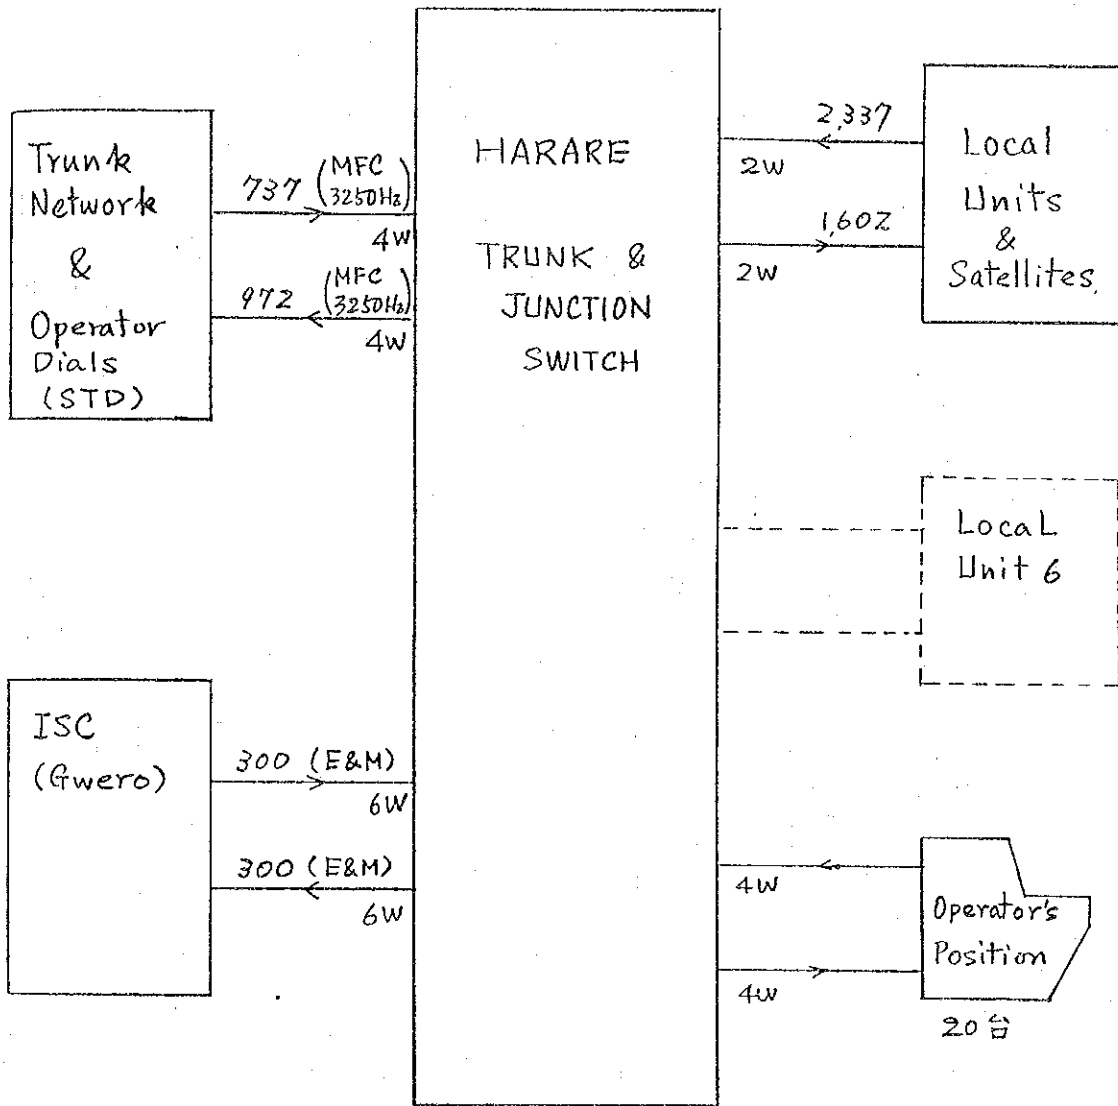 Trunk
Network
&
Operator
Dials
(STD)
737 (MFC
3250Hz)
4W
972 (MFC
3250Hz)
4W
ISC
(Gwero)
300 (E&M)
6W
300 (E&M)
6W
HARARE
TRUNK &
JUNCTION
SWITCH
2,337
2W
1,602
2W
Local
Units
&
Satellites.
Local
Unit 6
4W
4W
Operator's
Position
20台